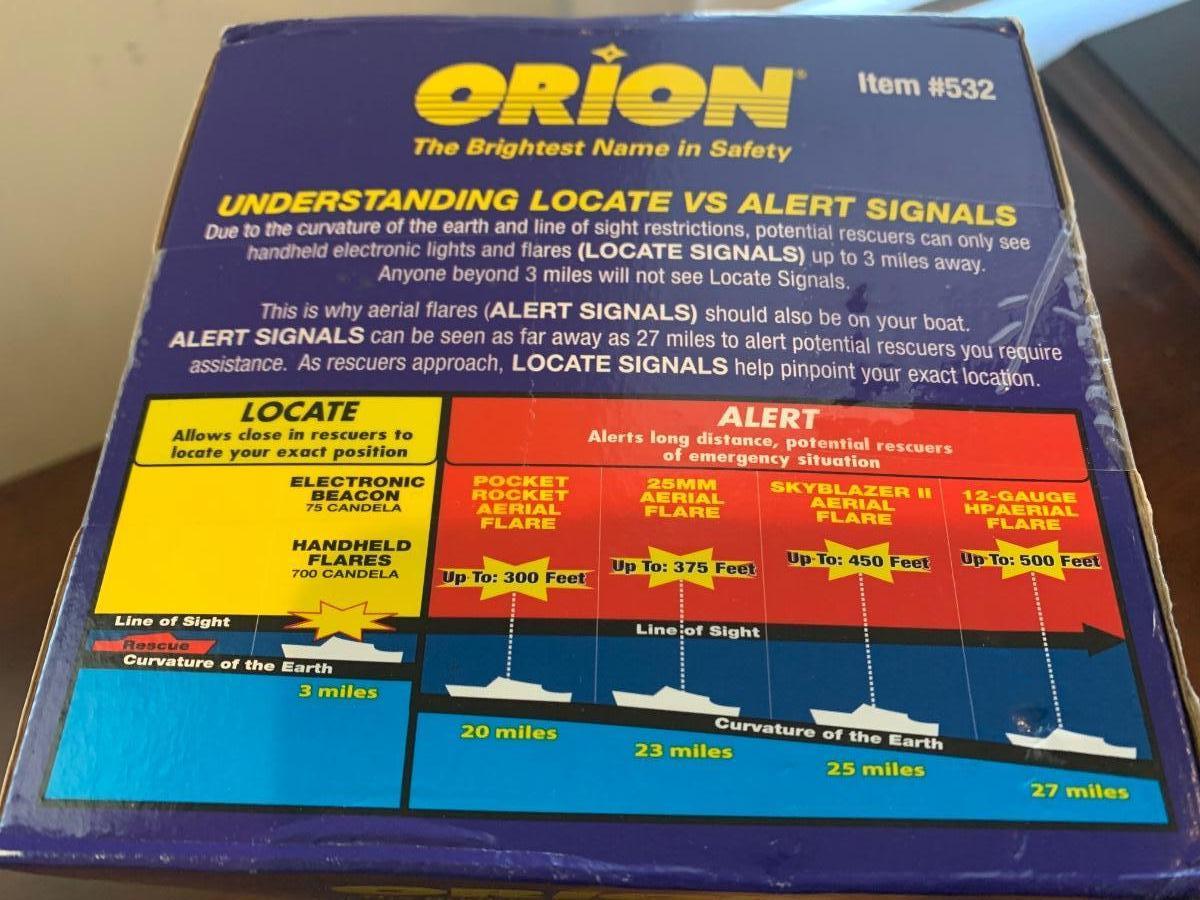 ORION®
Item #532
The Brightest Name in Safety
UNDERSTANDING LOCATE VS ALERT SIGNALS
Due to the curvature of the earth and line of sight restrictions, potential rescuers can only see
handheld electronic lights and flares (LOCATE SIGNALS) up to 3 miles away.
Anyone beyond 3 miles will not see Locate Signals.
This is why aerial flares (ALERT SIGNALS) should also be on your boat.
ALERT SIGNALS can be seen as far away as 27 miles to alert potential rescuers you require
assistance. As rescuers approach, LOCATE SIGNALS help pinpoint your exact location.
LOCATE
Allows close in rescuers to
locate your exact position
ELECTRONIC
BEACON
75 CANDELA
HANDHELD
FLARES
700 CANDELA
Line of Sight
Rescue
Curvature of the Earth
3 miles
ALERT
Alerts long distance, potential rescuers
of emergency situation
POCKET
ROCKET
AERIAL
FLARE
Up To: 300 Feet
25MM
AERIAL
FLARE
Up To: 375 Feet
SKYBLAZER II
AERIAL
FLARE
Up To: 450 Feet
12-GAUGE
HPAERIAL
FLARE
Up To: 500 Feet
Line of Sight
Curvature of the Earth
20 miles
23 miles
25 miles
27 miles